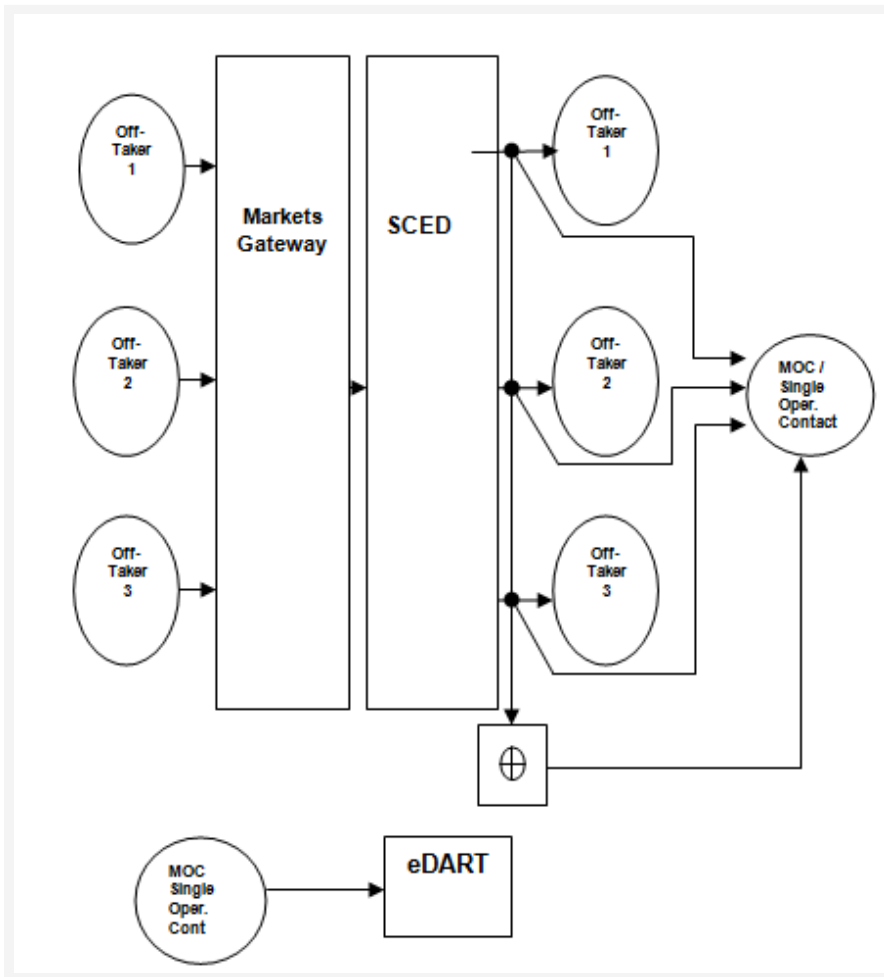 Off-
Taker
1
Off-
Taker
1
Markets
Gateway
SCED
Off-
Taker
2
Off-
Taker
2
MOC /
Single
Oper.
Contact
Off-
Taker
3
Off-
Taker
3
eDART
MOC
Single
Oper.
Cont